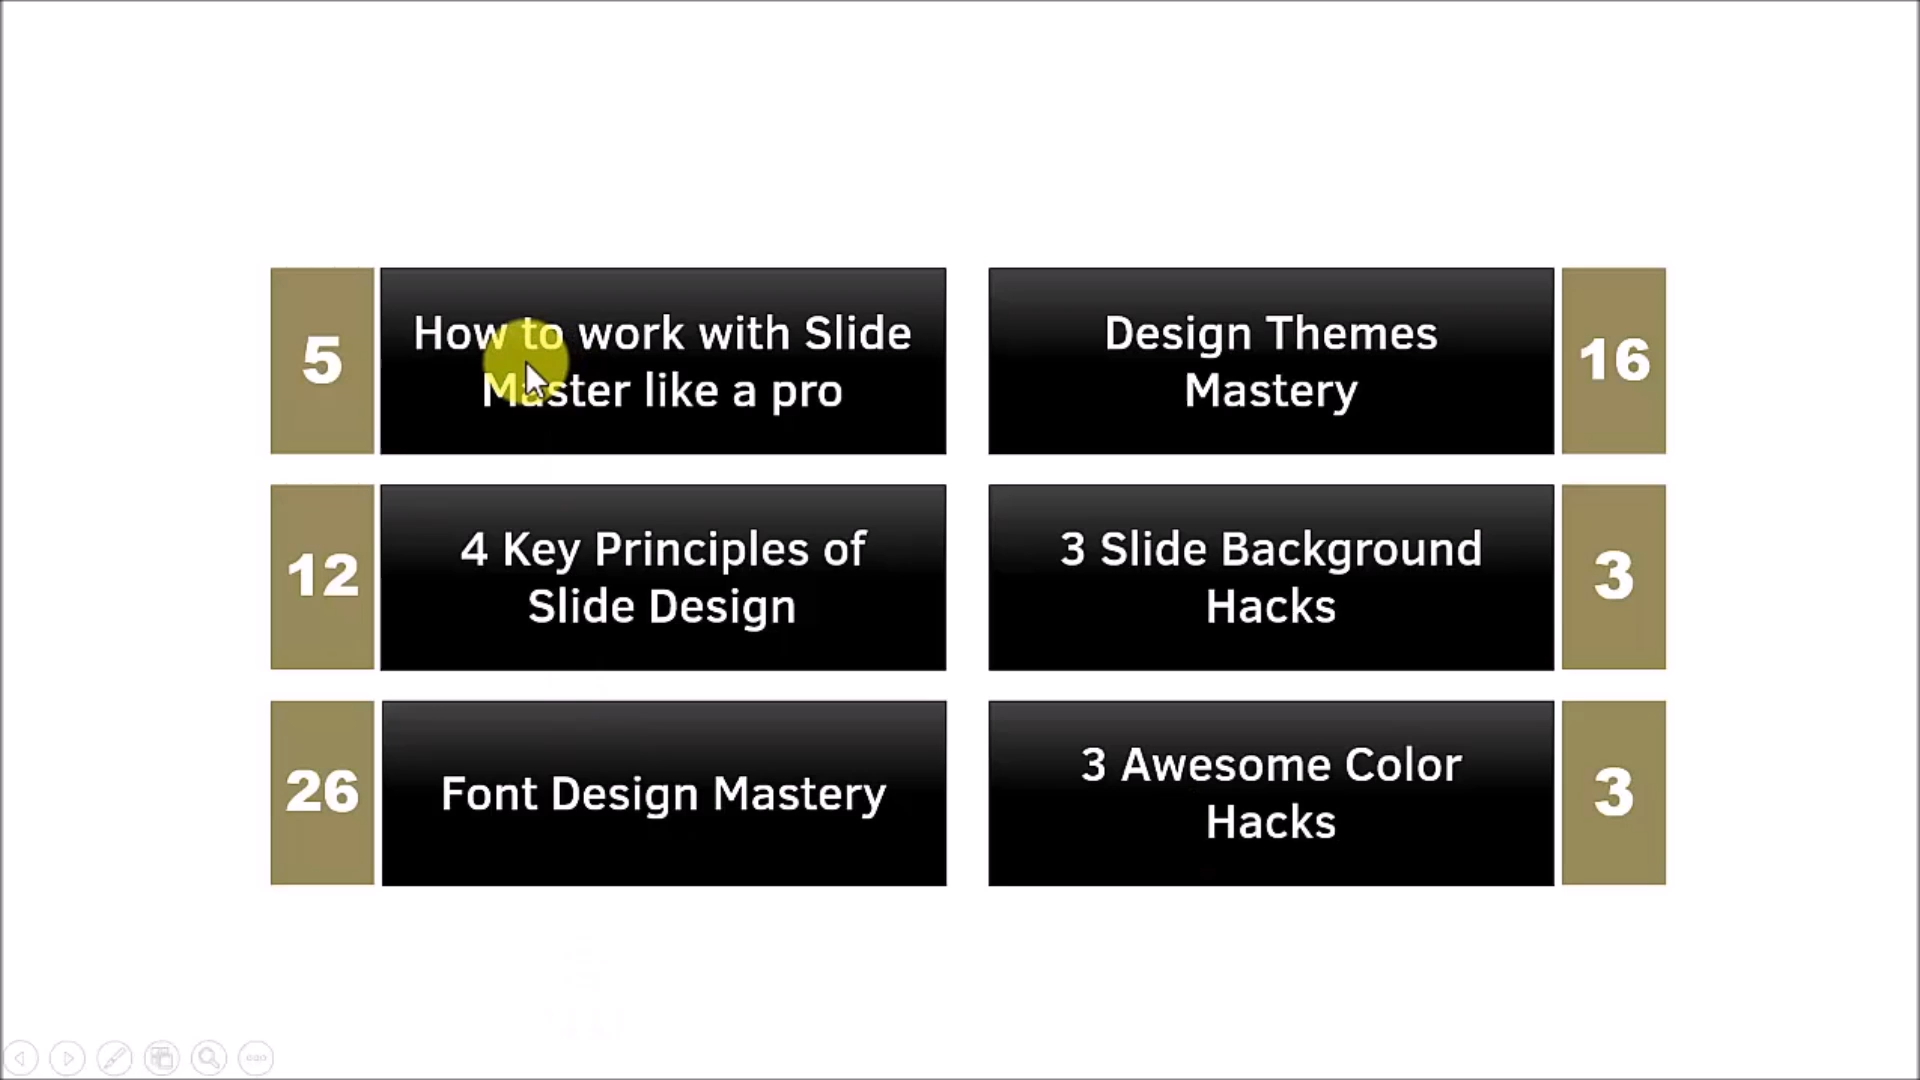 5
How to work with Slide
Master like a pro
Design Themes
Mastery
16
12
4 Key Principles of
Slide Design
3 Slide Background
Hacks
3
26
Font Design Mastery
3 Awesome Color
Hacks
3